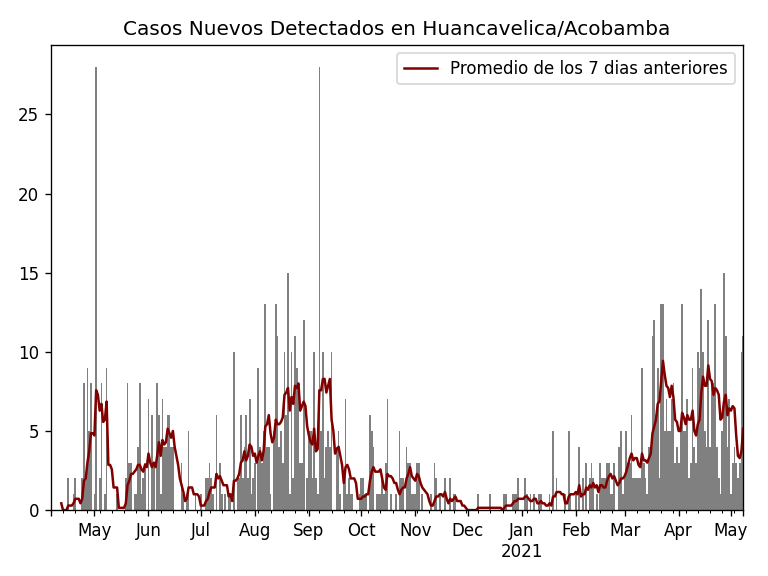 Casos Nuevos Detectados en Huancavelica/Acobamba
Promedio de los 7 dias anteriores
25
20
15
10
5
0
May Jun Jul Aug Sep Oct Nov Dec Jan Feb Mar Apr May
2021